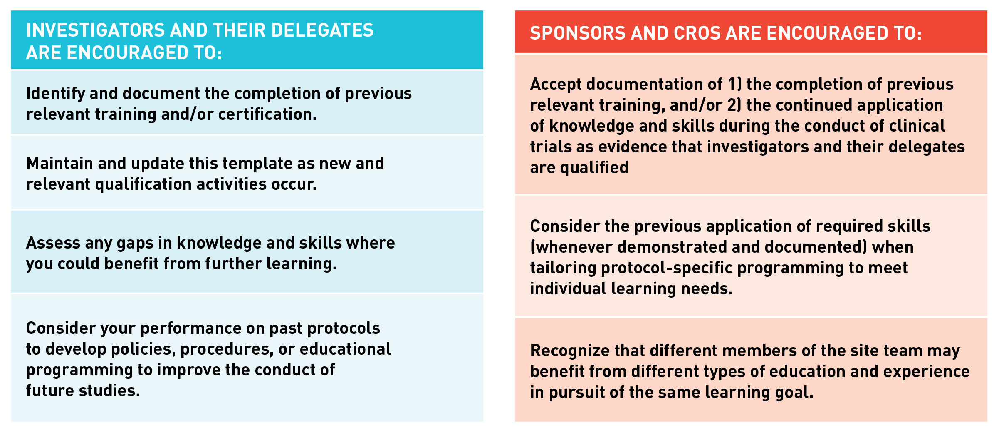 INVESTIGATORS AND THEIR DELEGATES
ARE ENCOURAGED TO:
Identify and document the completion of previous
relevant training and/or certification.
Maintain and update this template as new and
relevant qualification activities occur.
Assess any gaps in knowledge and skills where
you could benefit from further learning.
Consider your performance on past protocols
to develop policies, procedures, or educational
programming to improve the conduct of
future studies.
SPONSORS AND CROS ARE ENCOURAGED TO:
Accept documentation of 1) the completion of previous
relevant training, and/or 2) the continued application
of knowledge and skills during the conduct of clinical
trials as evidence that investigators and their delegates
are qualified
Consider the previous application of required skills
(whenever demonstrated and documented) when
tailoring protocol-specific programming to meet
individual learning needs.
Recognize that different members of the site team may
benefit from different types of education and experience
in pursuit of the same learning goal.